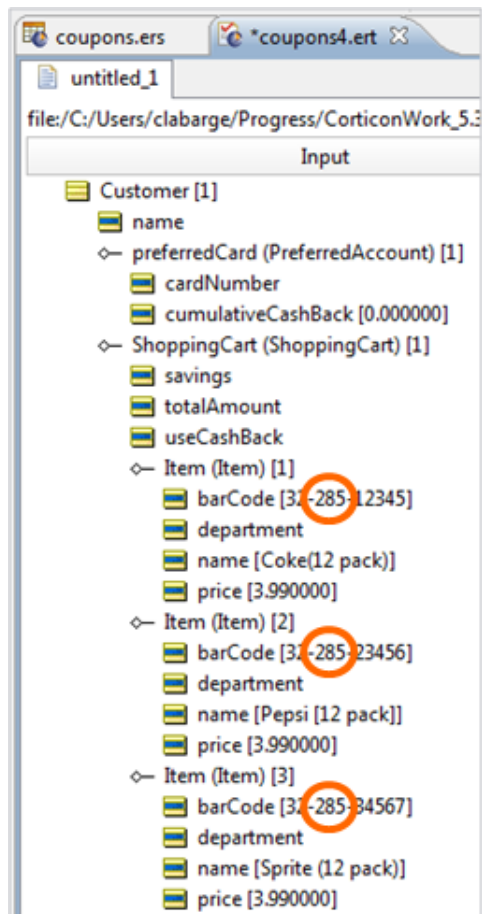 coupons.ers *coupons4.ert
untitled_1
file:/C:/Users/clabarge/Progress/CorticonWork_5.3
Input
Customer [1]
name
preferredCard (PreferredAccount) [1]
cardNumber
cumulativeCashBack [0.000000]
ShoppingCart (ShoppingCart) [1]
savings
totalAmount
useCashBack
Item (Item) [1]
barCode [32-285-12345]
department
name [Coke(12 pack)]
price [3.990000]
Item (Item) [2]
barCode [32-285-23456]
department
name [Pepsi [12 pack]]
price [3.990000]
Item (Item) [3]
barCode [32-285-34567]
department
name [Sprite (12 pack)]
price [3.990000]